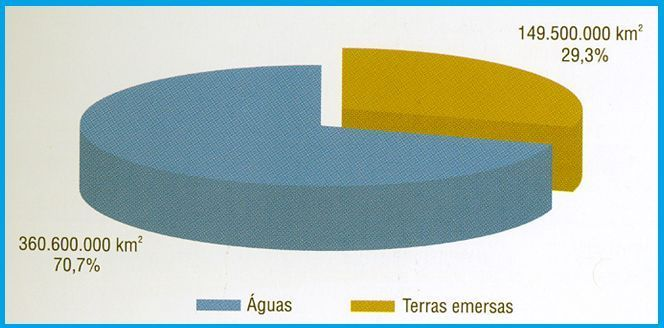 149.500.000 km²
29,3%
360.600.000 km²
70,7%
Águas
Terras emersas